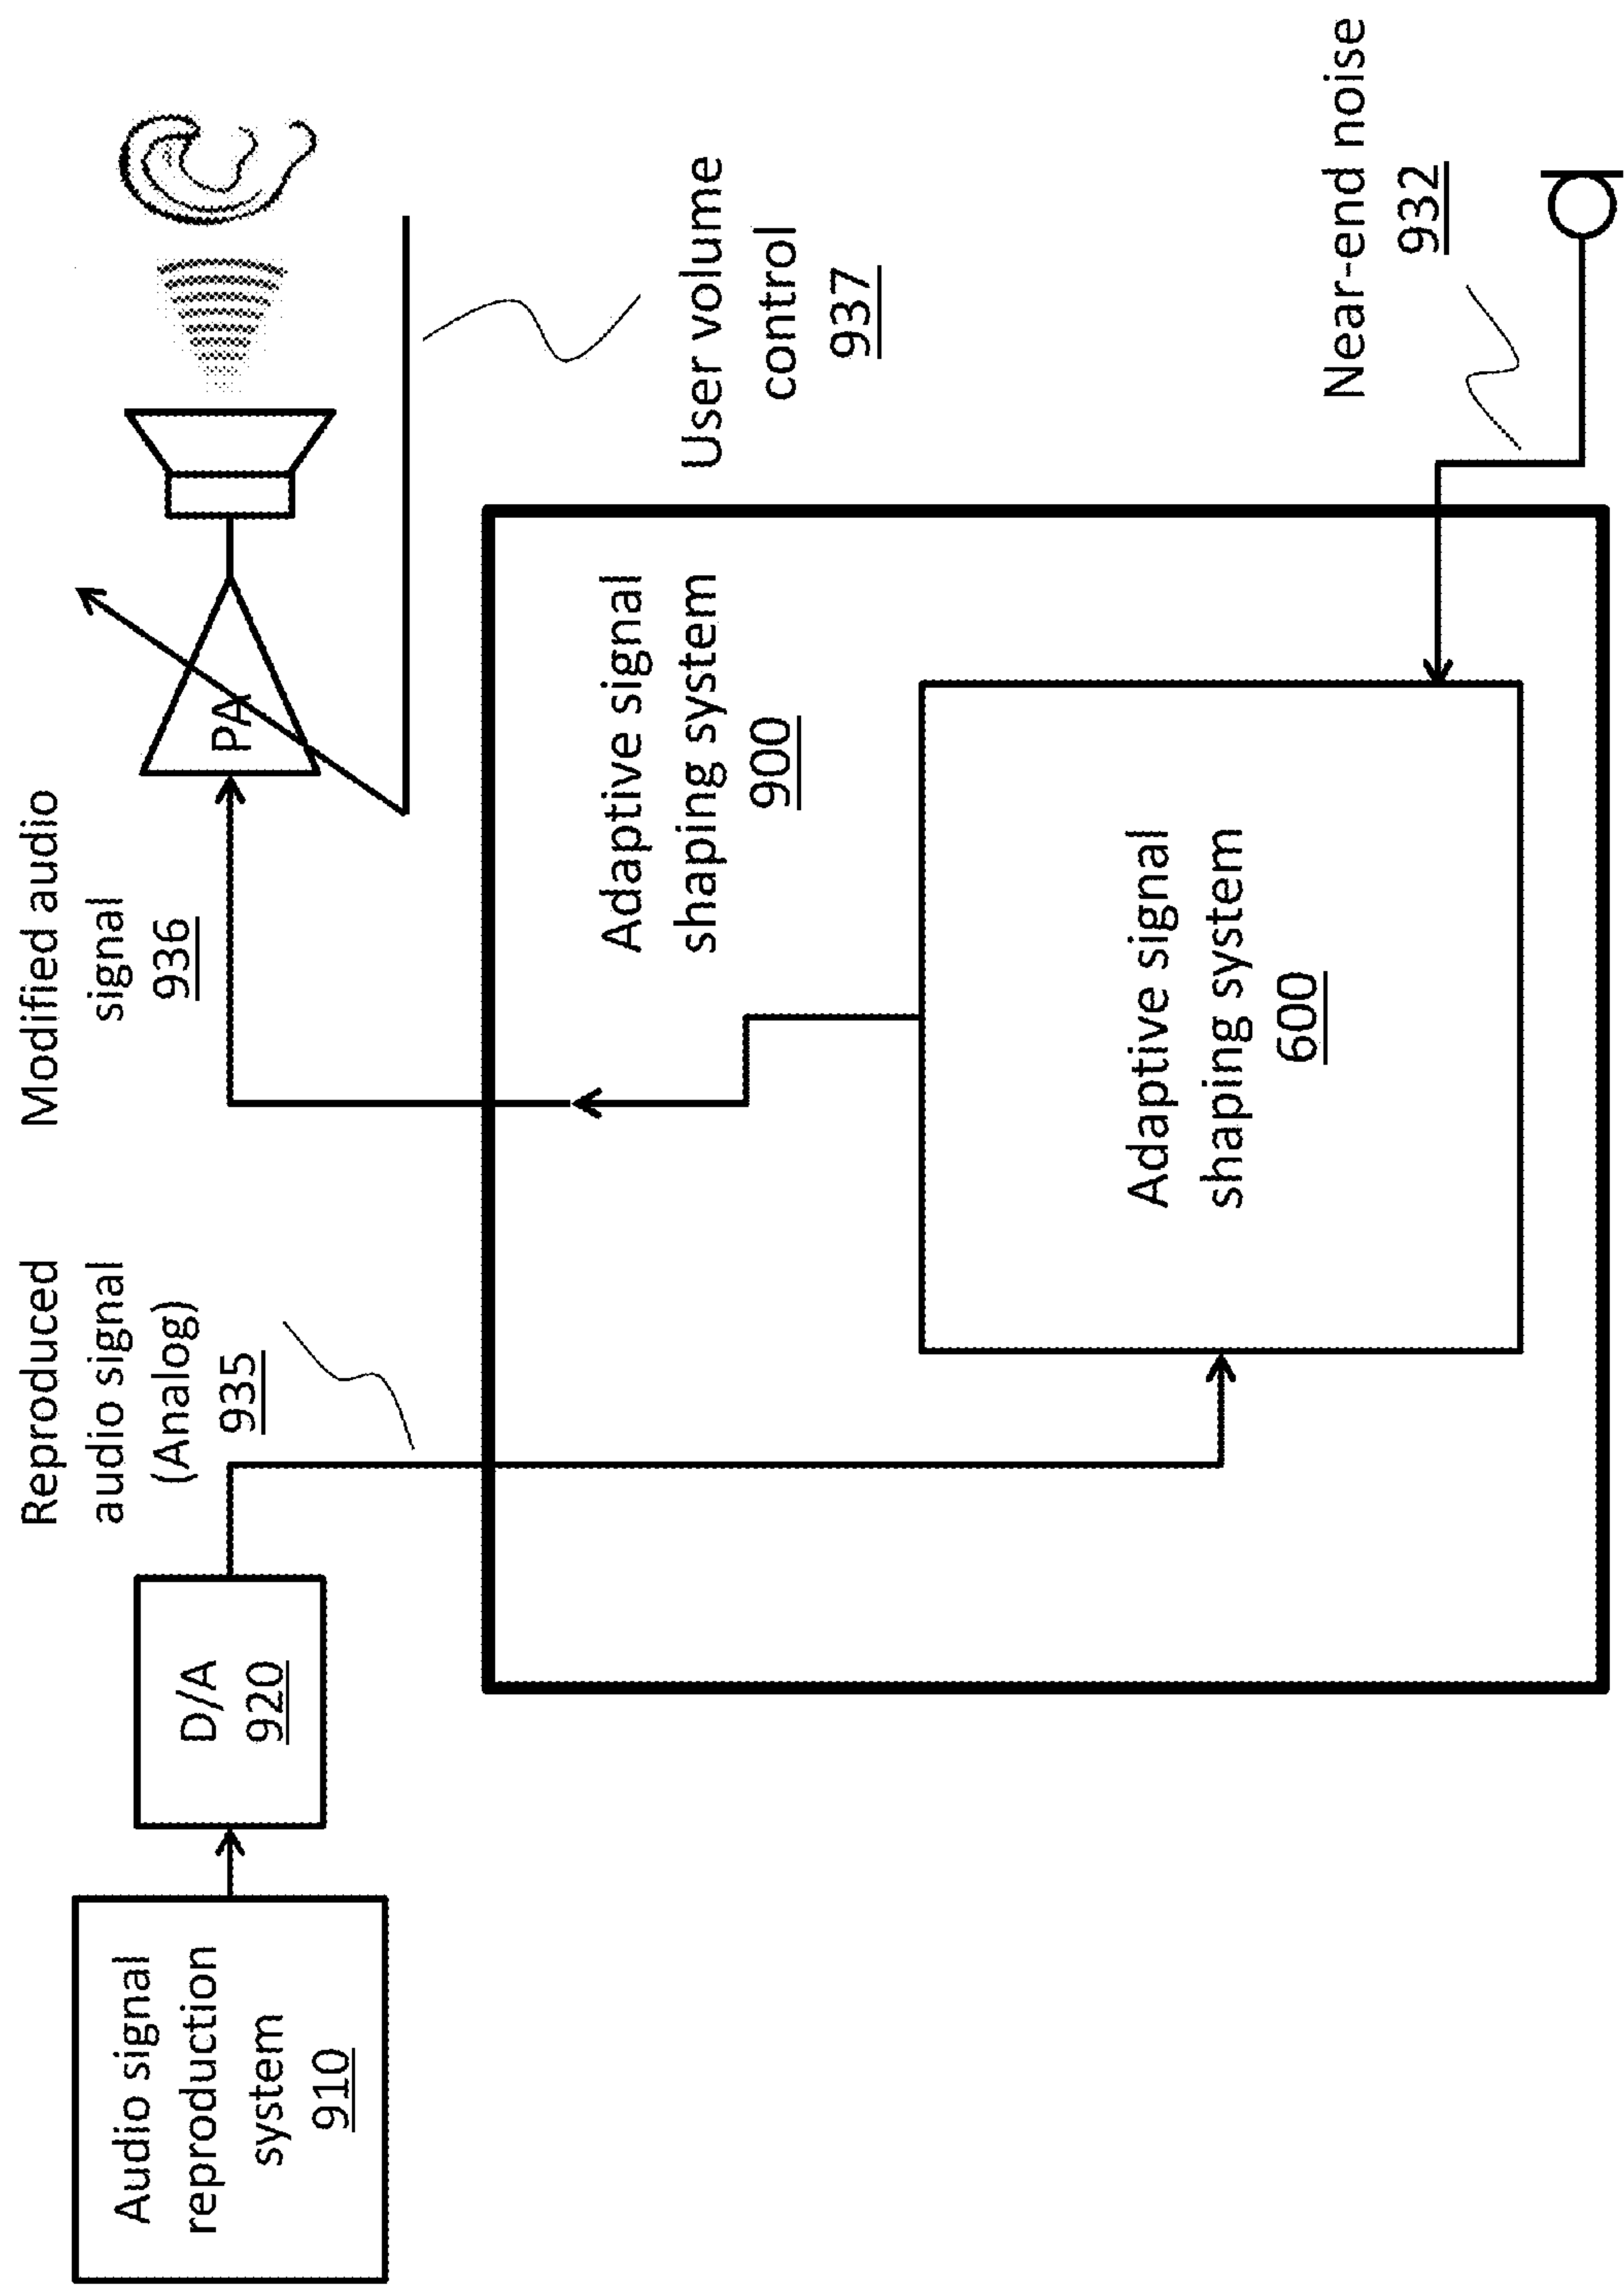 Audio signal
reproduction
system
910
D/A
920
Reproduced
audio signal
(Analog)
935
Modified audio
signal
936
PA
User volume
control
937
Adaptive signal
shaping system
900
Adaptive signal
shaping system
600
Near-end noise
932